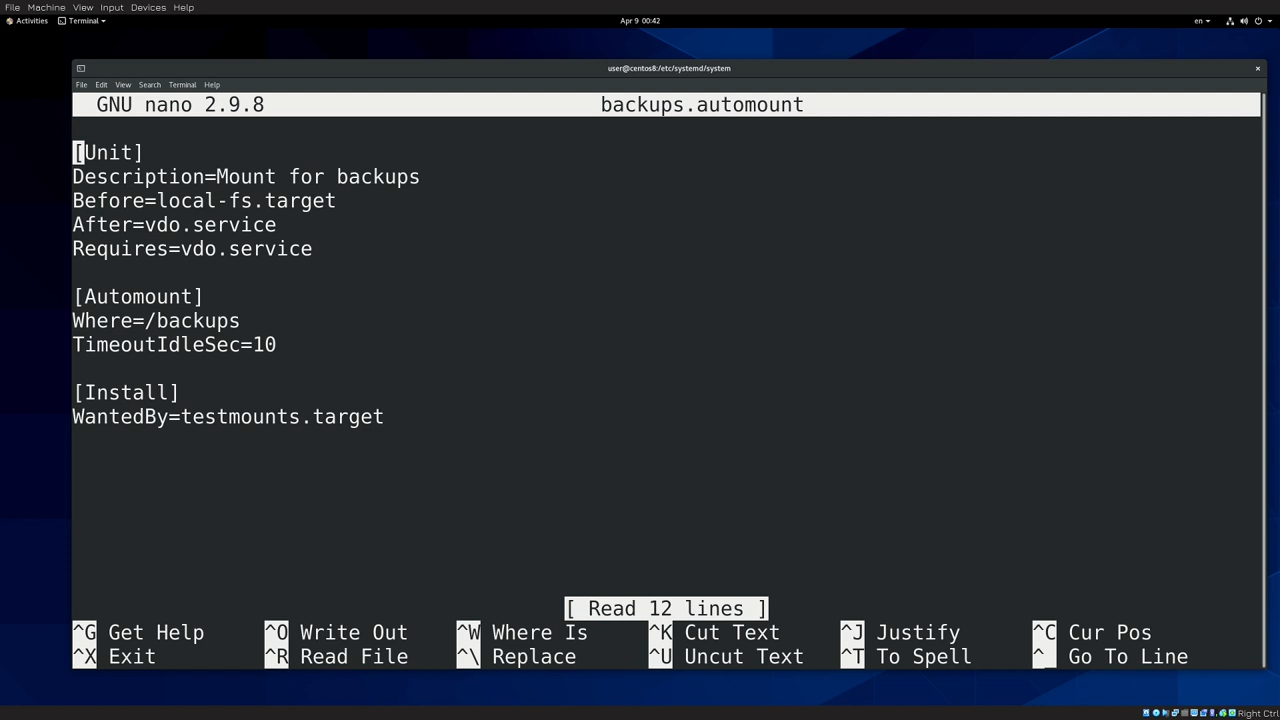 File Machine View Input Devices Help
Activities Terminal Apr 9 00:42 en
user@centos8:/etc/systemd/system
File Edit View Search Terminal Help
GNU nano 2.9.8 backups.automount
[Unit]
Description=Mount for backups
Before=local-fs.target
After=vdo.service
Requires=vdo.service
[Automount]
Where=/backups
TimeoutIdleSec=10
[Install]
WantedBy=testmounts.target
[ Read 12 lines ]
^G Get Help ^O Write Out ^W Where Is ^K Cut Text ^J Justify ^C Cur Pos
^X Exit ^R Read File ^\ Replace ^U Uncut Text ^T To Spell ^_ Go To Line
Right Ctrl